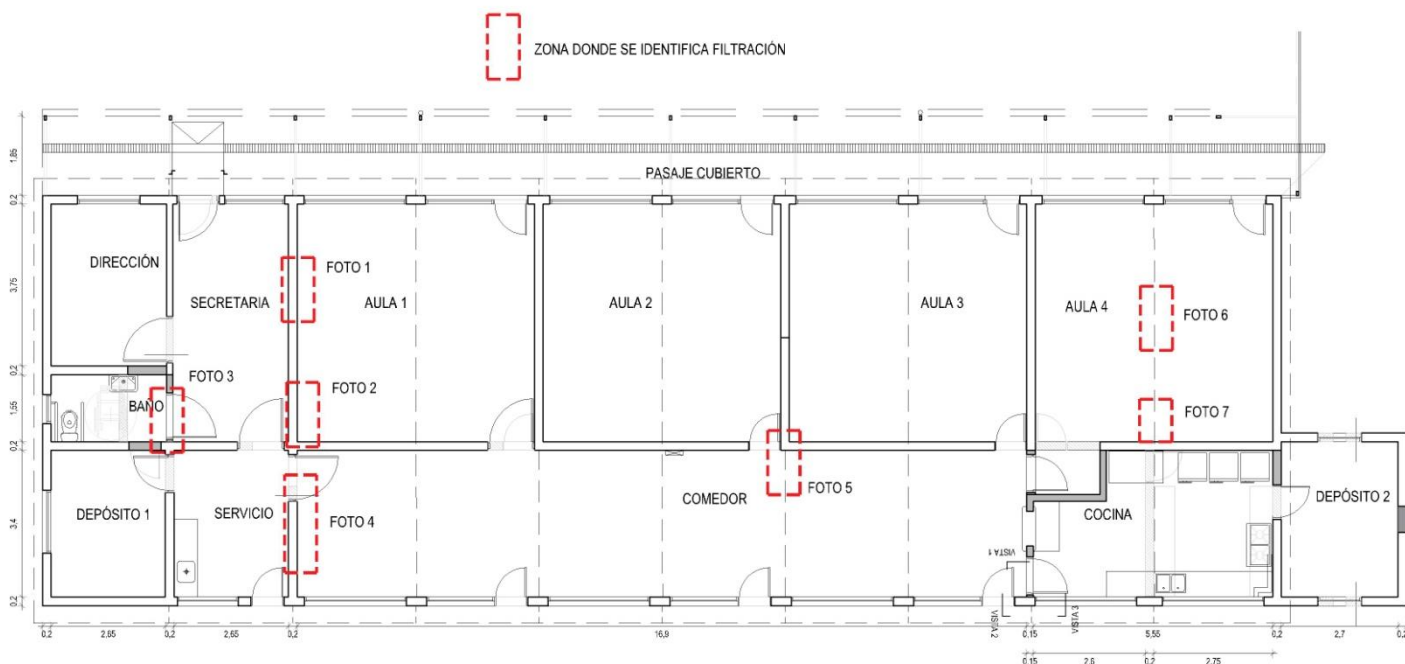 ZONA DONDE SE IDENTIFICA FILTRACIÓN
PASAJE CUBIERTO
1,85
0,2
3,75
0,2
1,55
0,2
3,4
0,2
DIRECCIÓN
SECRETARIA
FOTO 1
AULA 1
AULA 2
AULA 3
AULA 4
FOTO 6
FOTO 3
FOTO 2
BAÑO
FOTO 7
DEPÓSITO 1
SERVICIO
FOTO 4
COMEDOR
FOTO 5
COCINA
DEPÓSITO 2
VISTA 1
VISTA 2
VISTA 3
0,2
2,65
0,2
2,65
0,2
16,9
0,15
5,55
0,2
2,7
0,2
0,15
2,6
0,2
2,75